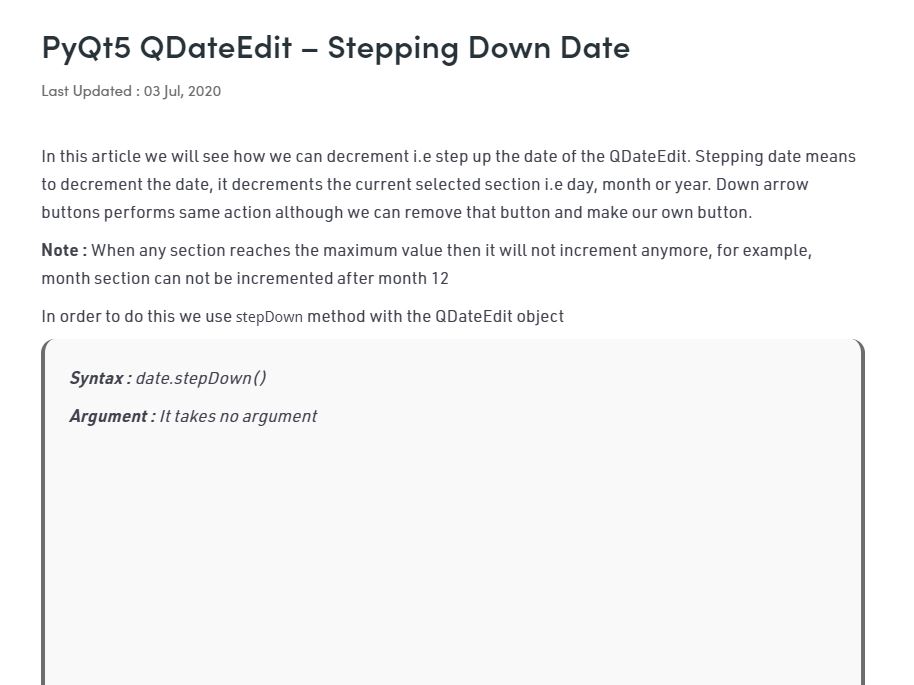 PyQt5 QDateEdit – Stepping Down Date
Last Updated : 03 Jul, 2020
In this article we will see how we can decrement i.e step up the date of the QDateEdit. Stepping date means
to decrement the date, it decrements the current selected section i.e day, month or year. Down arrow
buttons performs same action although we can remove that button and make our own button.
Note : When any section reaches the maximum value then it will not increment anymore, for example,
month section can not be incremented after month 12
In order to do this we use stepDown method with the QDateEdit object
Syntax : date.stepDown()
Argument : It takes no argument